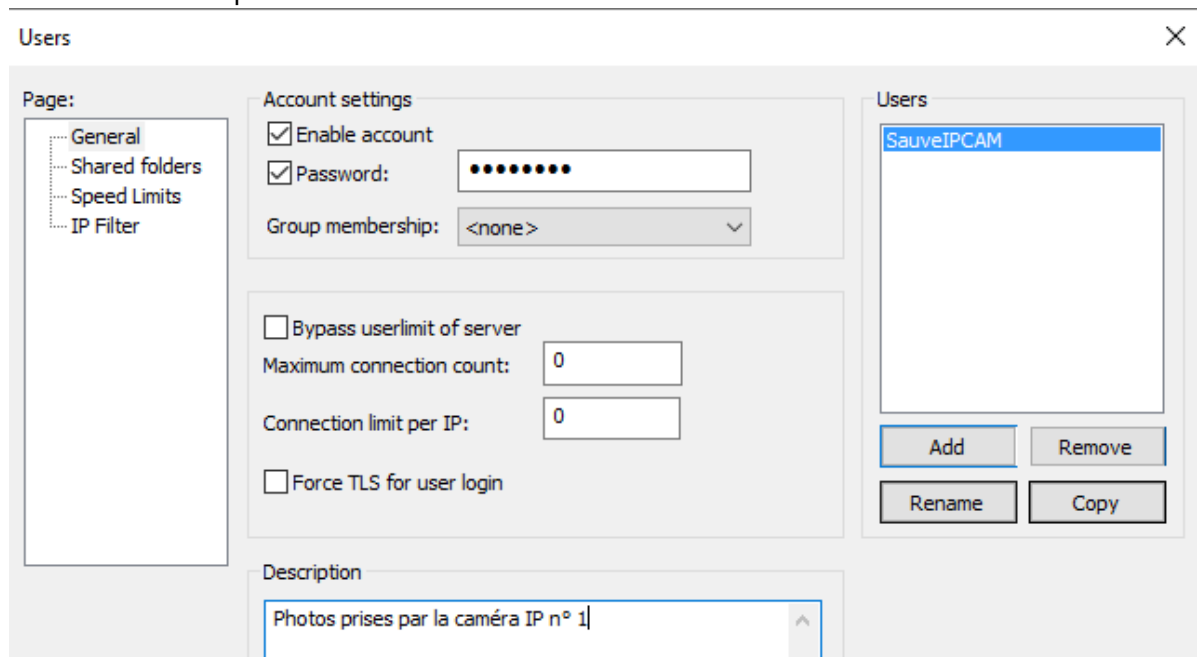 Users
Page:
General
Shared folders
Speed Limits
IP Filter
Account settings
Enable account
Password: ●●●●●●●●
Group membership: <none>
Bypass userlimit of server
Maximum connection count: 0
Connection limit per IP: 0
Force TLS for user login
Description
Photos prises par la caméra IP n° 1
Users
SauveIPCAM
Add Remove
Rename Copy